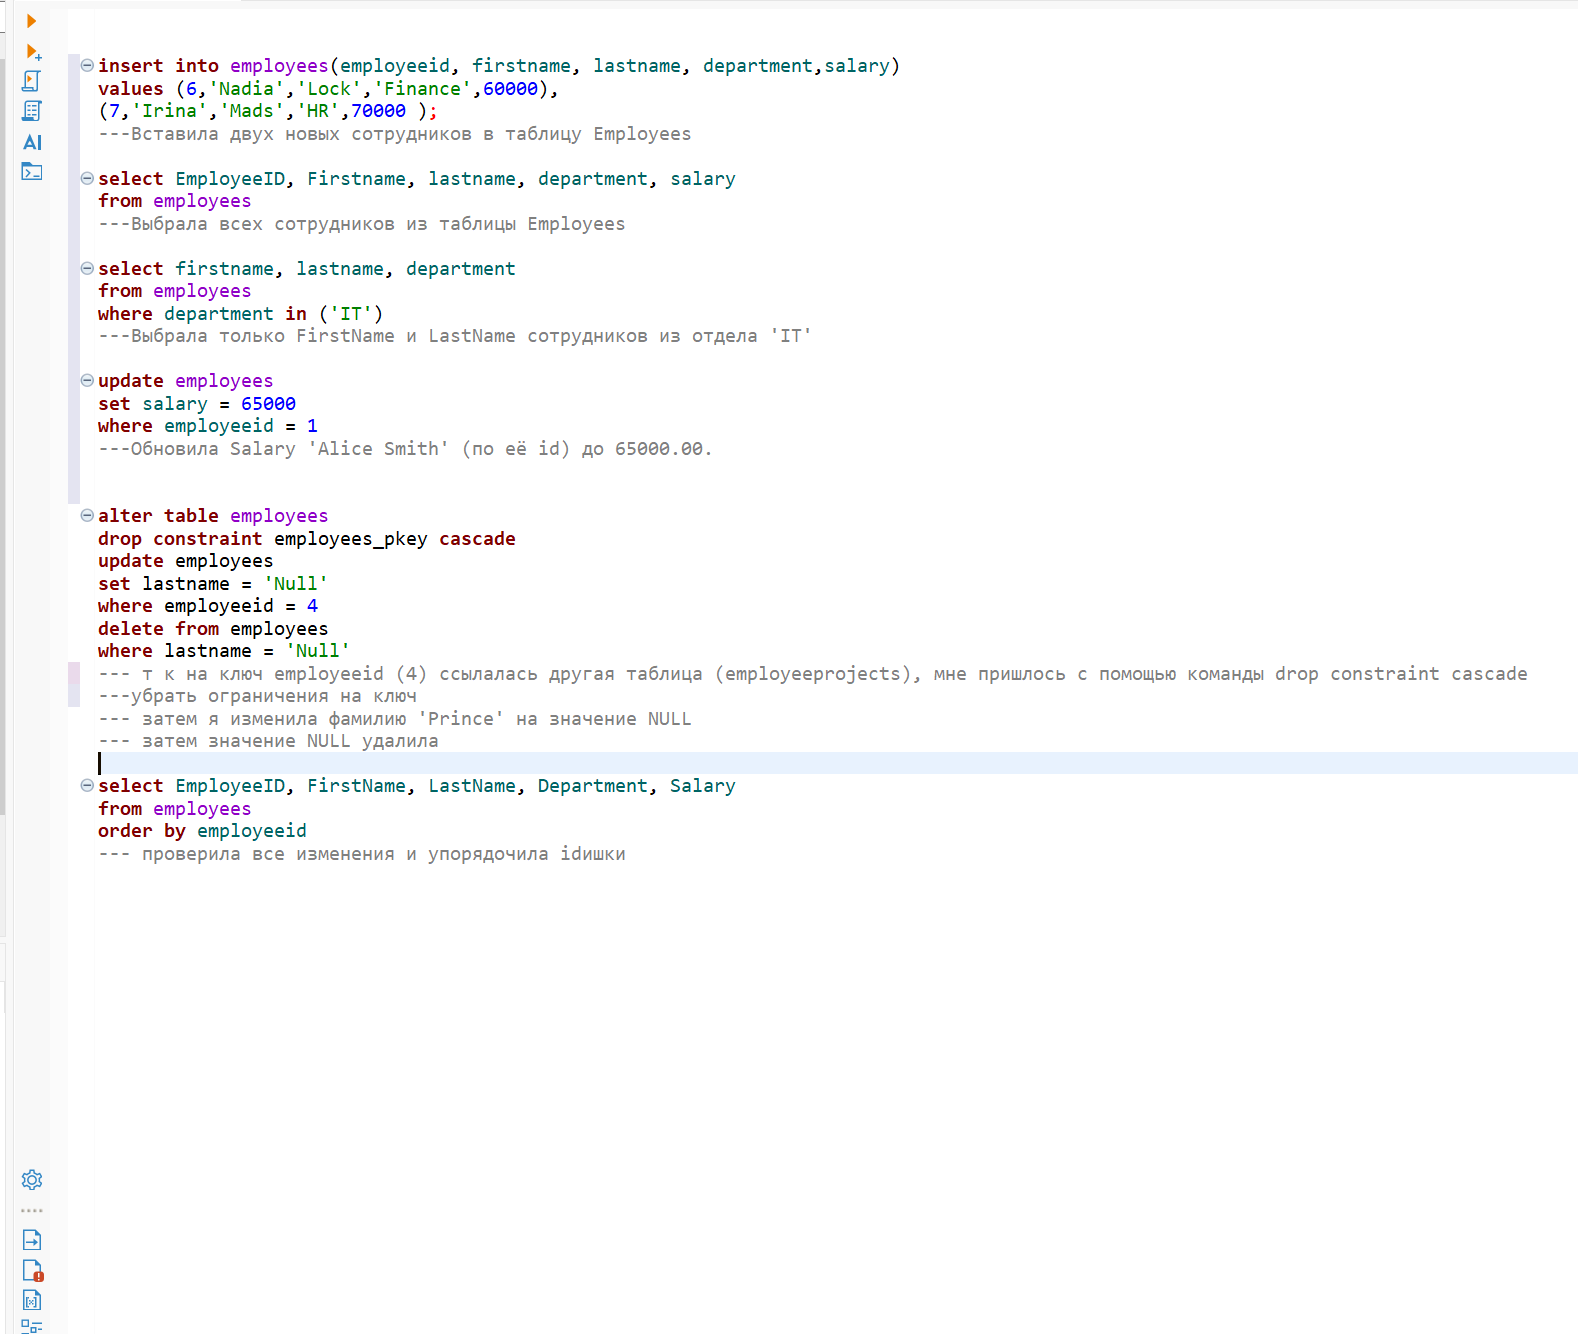 insert into employees(employeeid, firstname, lastname, department,salary)
values (6,'Nadia','Lock','Finance',60000),
(7,'Irina','Mads','HR',70000 );
---Вставила двух новых сотрудников в таблицу Employees
select EmployeeID, Firstname, lastname, department, salary
from employees
---Выбрала всех сотрудников из таблицы Employees
select firstname, lastname, department
from employees
where department in ('IT')
---Выбрала только FirstName и LastName сотрудников из отдела 'IT'
update employees
set salary = 65000
where employeeid = 1
---Обновила Salary 'Alice Smith' (по её id) до 65000.00.
alter table employees
drop constraint employees_pkey cascade
update employees
set lastname = 'Null'
where employeeid = 4
delete from employees
where lastname = 'Null'
--- т к на ключ employeeid (4) ссылалась другая таблица (employeeprojects), мне пришлось с помощью команды drop constraint cascade
---убрать ограничения на ключ
--- затем я изменила фамилию 'Prince' на значение NULL
--- затем значение NULL удалила
select EmployeeID, FirstName, LastName, Department, Salary
from employees
order by employeeid
--- проверила все изменения и упорядочила idишки
AI